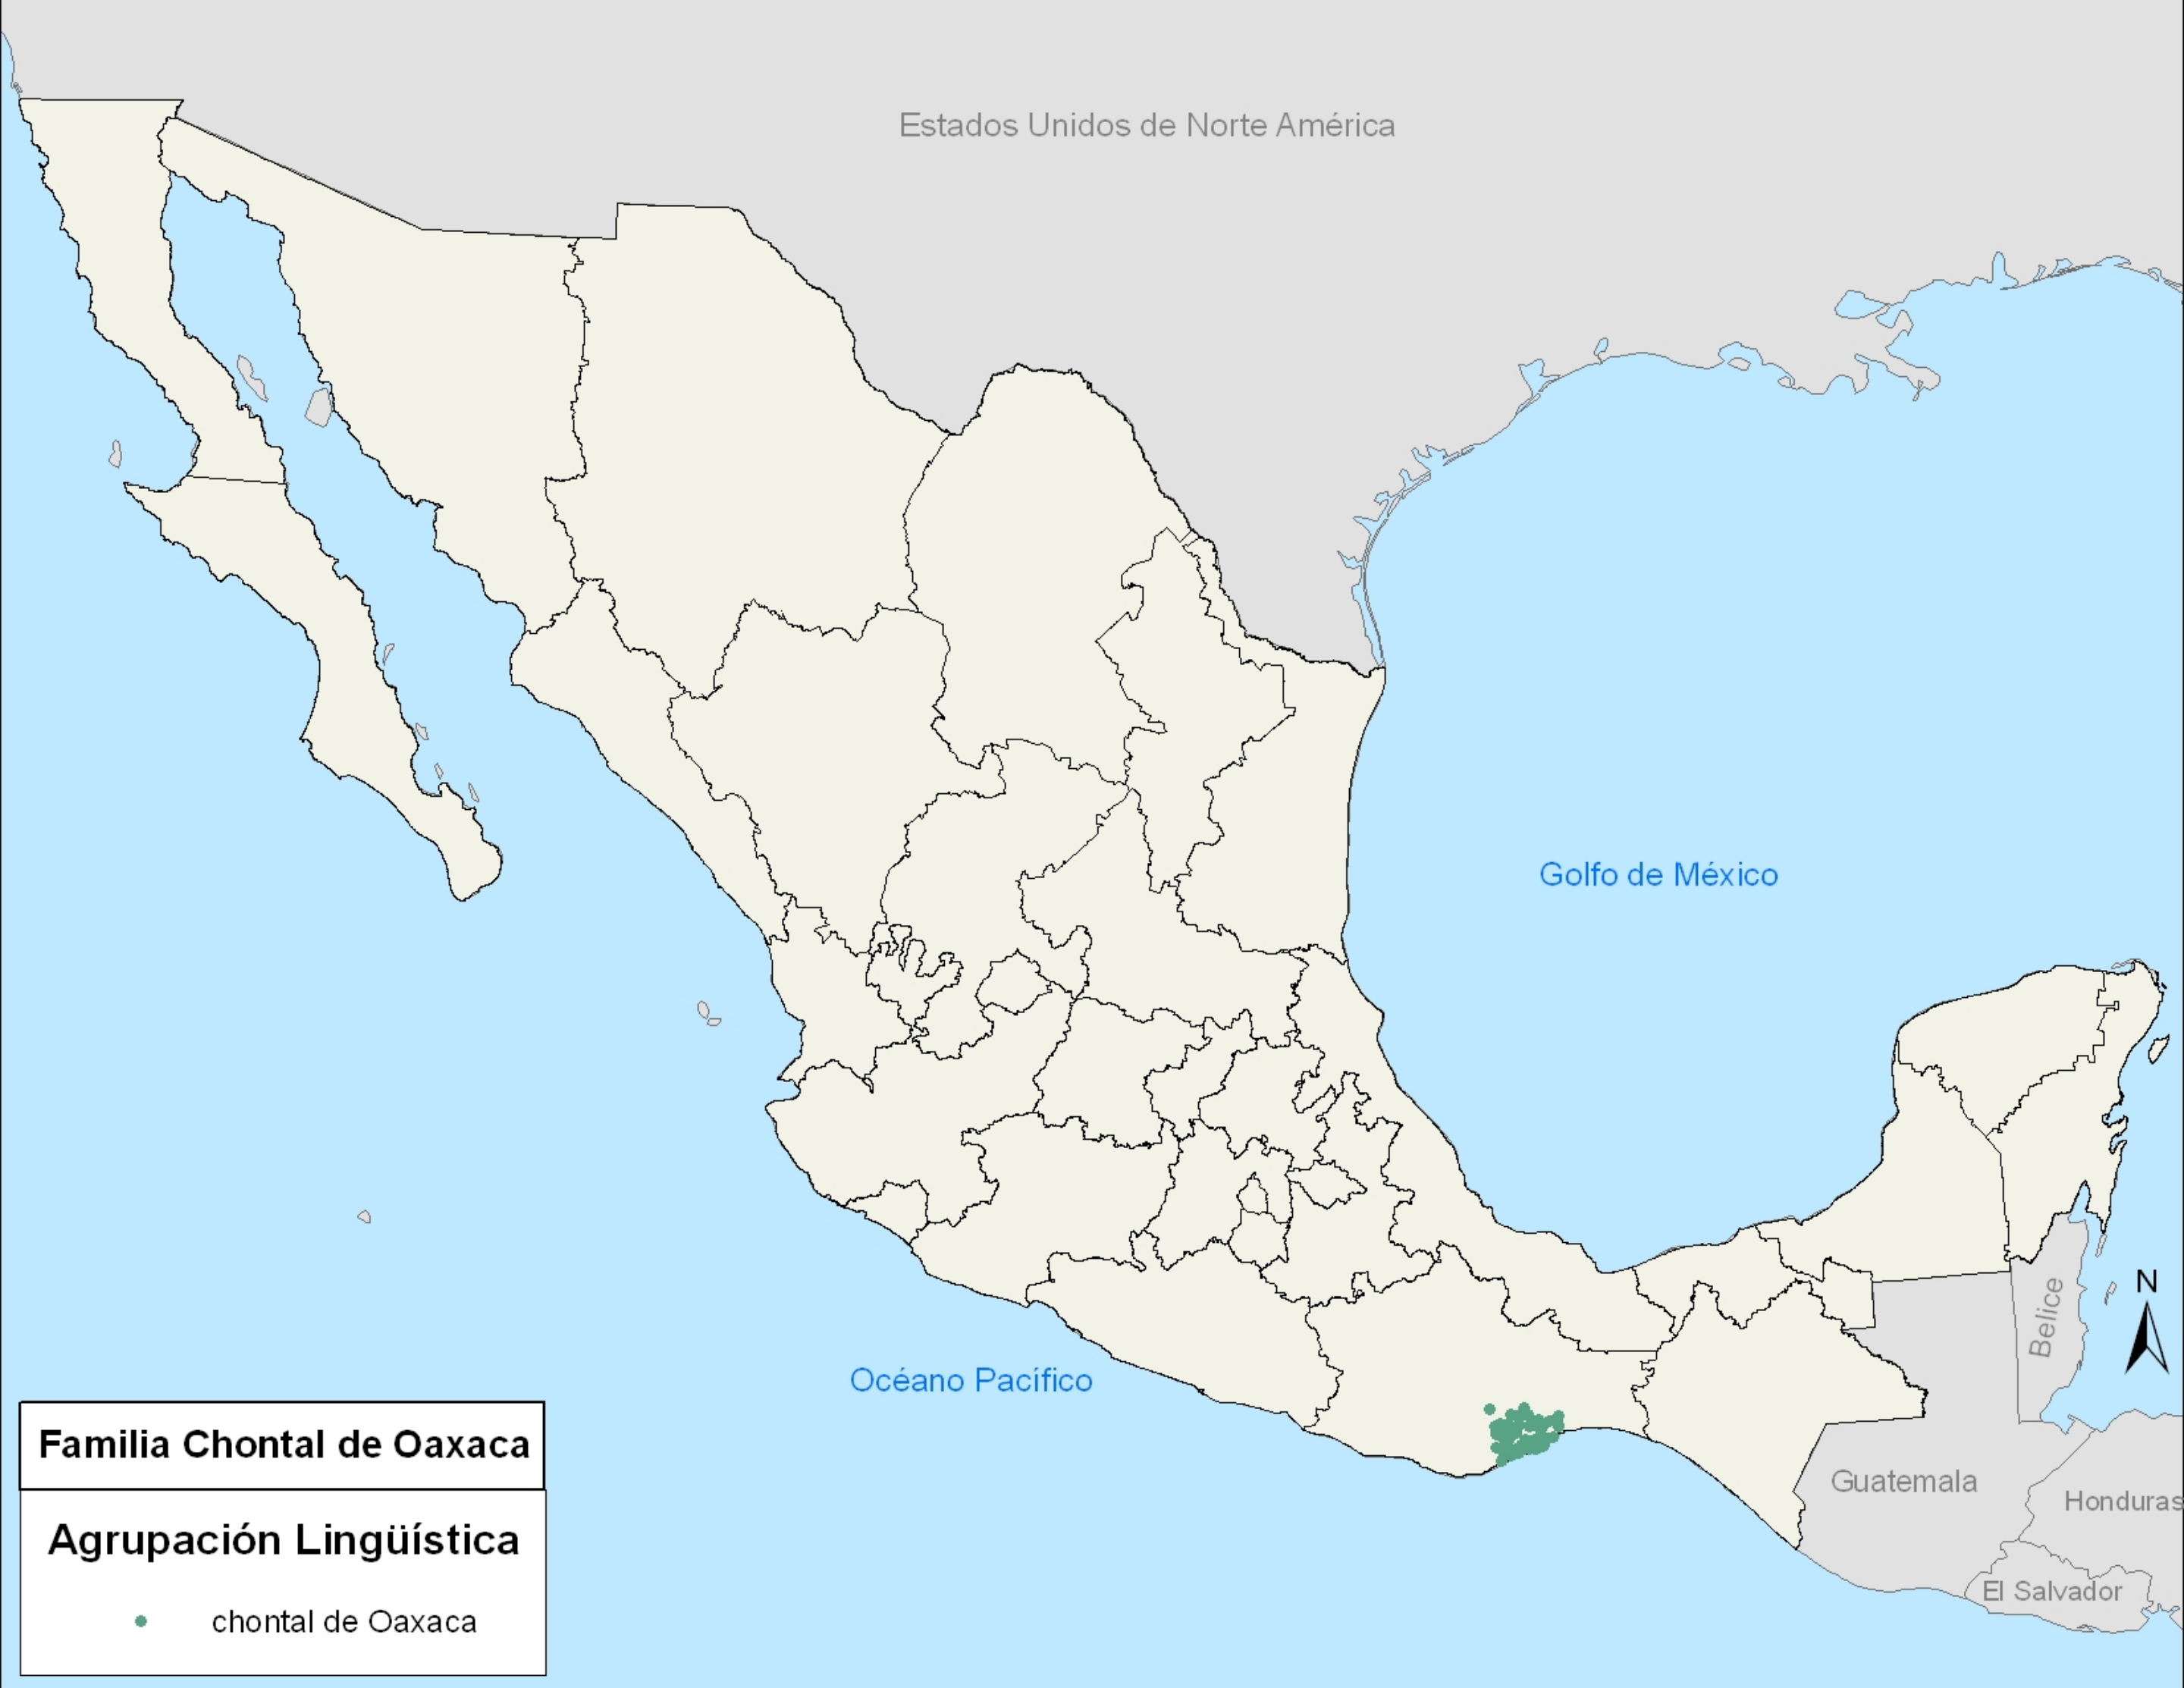 Estados Unidos de Norte América
Golfo de México
N
Belice
Océano Pacífico
Guatemala
Honduras
El Salvador
Familia Chontal de Oaxaca
Agrupación Lingüística
chontal de Oaxaca